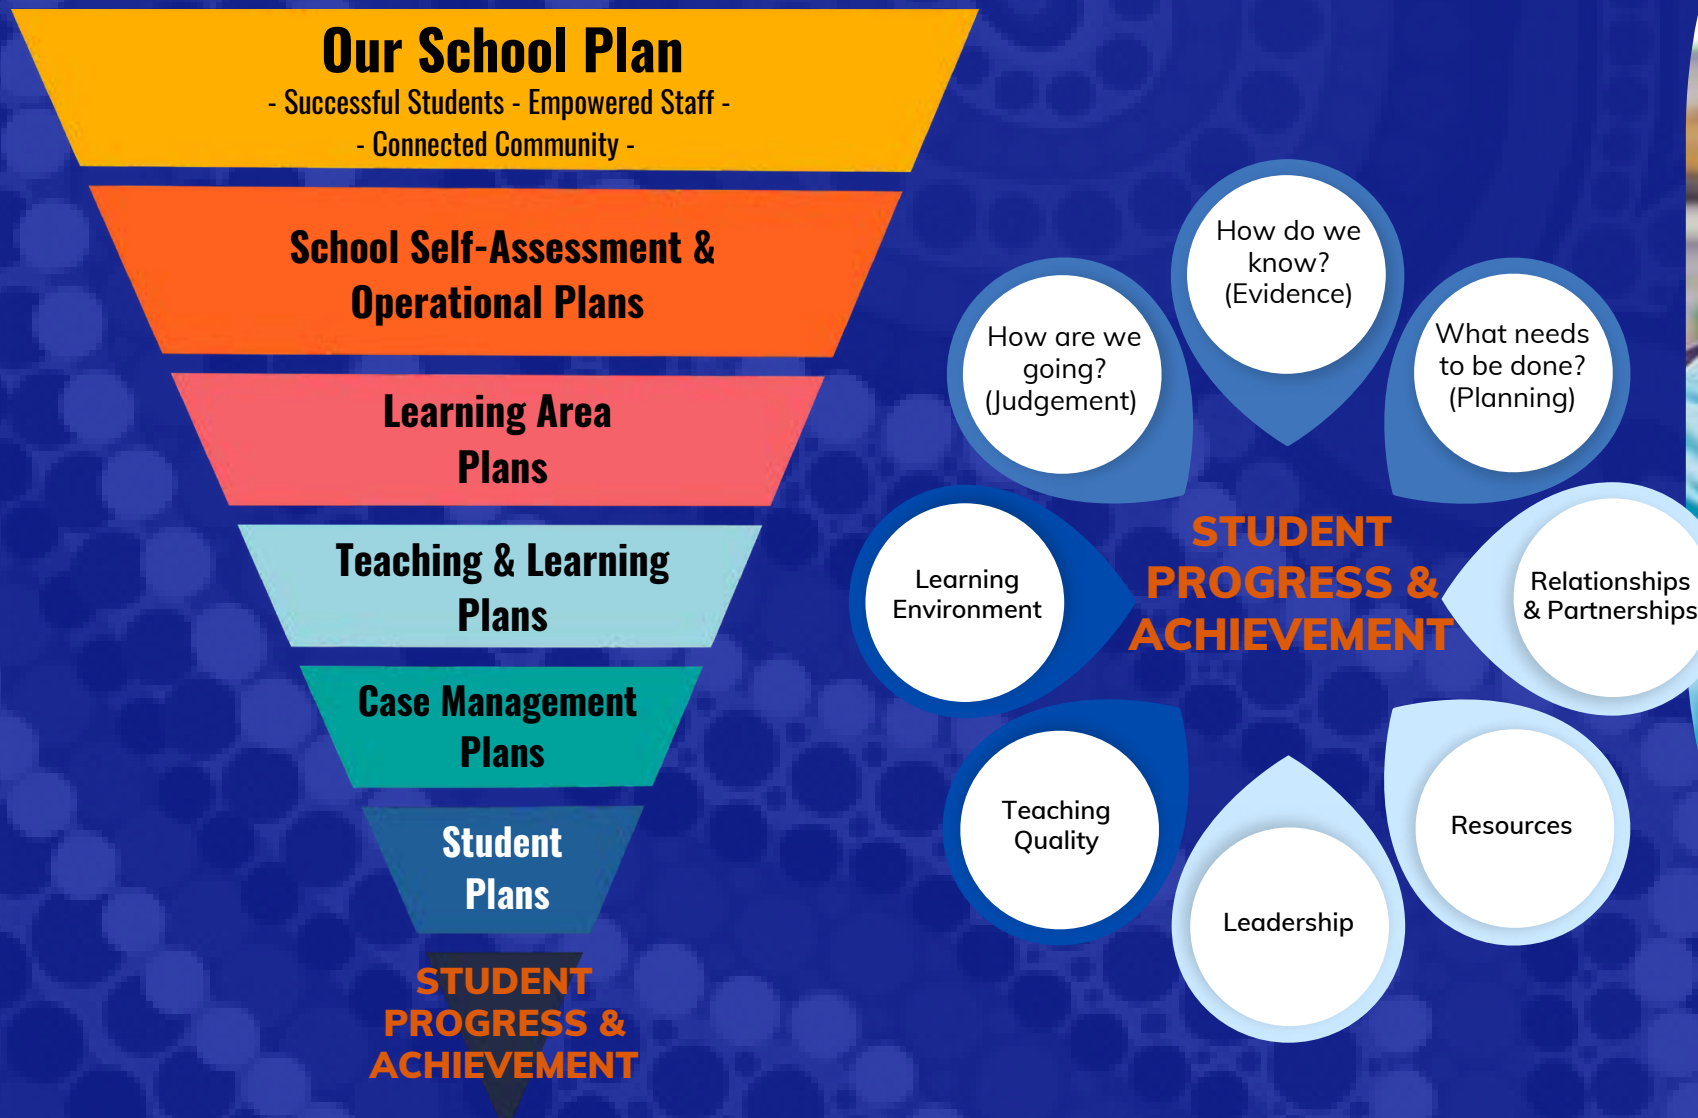 Our School Plan
- Successful Students - Empowered Staff -
- Connected Community -
School Self-Assessment &
Operational Plans
Learning Area
Plans
Teaching & Learning
Plans
Case Management
Plans
Student
Plans
STUDENT
PROGRESS &
ACHIEVEMENT
How do we
know?
(Evidence)
How are we
going?
(Judgement)
What needs
to be done?
(Planning)
Learning
Environment
STUDENT
PROGRESS &
ACHIEVEMENT
Relationships
& Partnerships
Teaching
Quality
Leadership
Resources